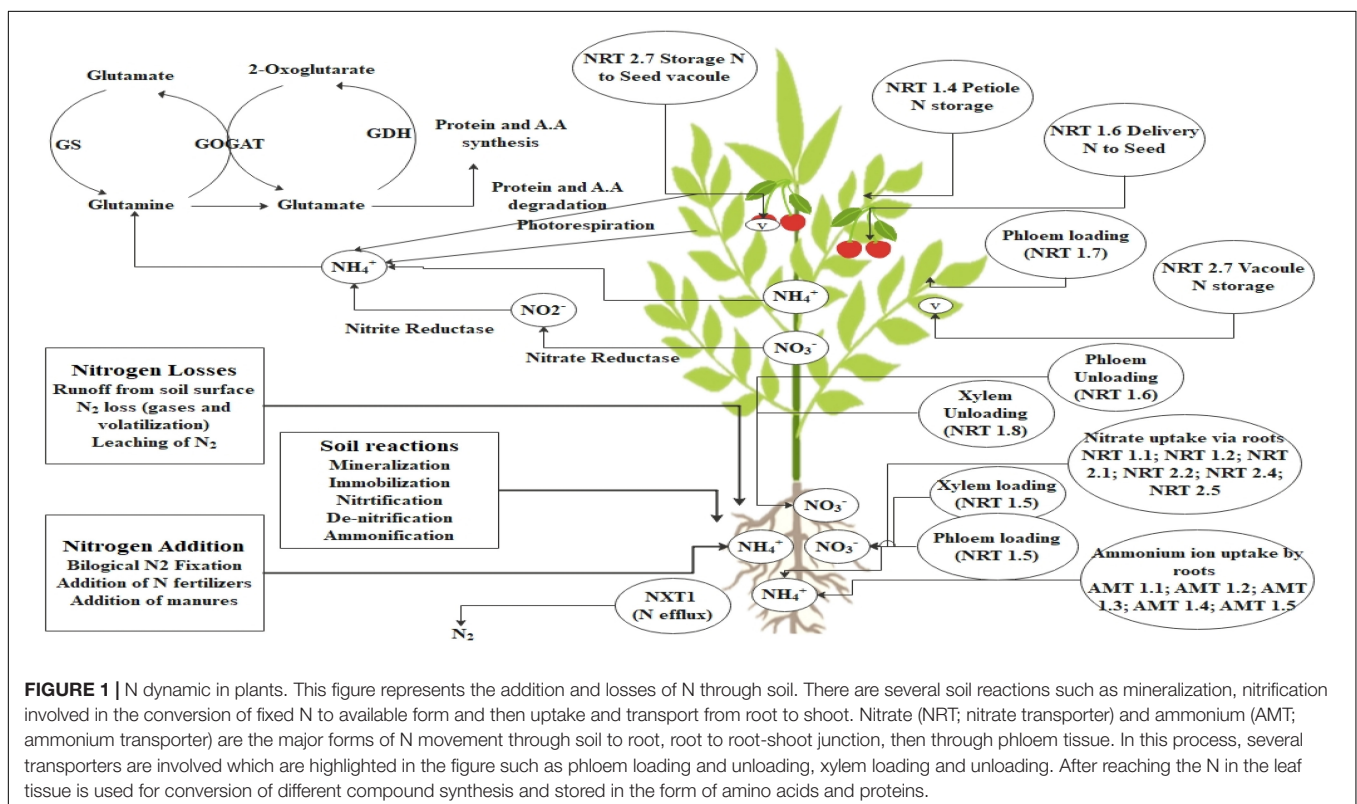 Glutamate
2-Oxoglutarate
GS
GOGAT
GDH
Protein and A.A
synthesis
Glutamine
Glutamate
Protein and A.A
degradation
Photorespiration
NH₄⁺
Nitrite Reductase
NO2⁻
Nitrate Reductase
NRT 2.7 Storage N
to Seed vacoule
NRT 1.4 Petiole
N storage
NRT 1.6 Delivery
N to Seed
Phloem loading
(NRT 1.7)
NRT 2.7 Vacoule
N storage
v
v
NH₄⁺
NO₃⁻
Phloem
Unloading
(NRT 1.6)
Xylem
Unloading
(NRT 1.8)
Nitrate uptake via roots
NRT 1.1; NRT 1.2; NRT
2.1; NRT 2.2; NRT 2.4;
NRT 2.5
Xylem loading
(NRT 1.5)
Phloem loading
(NRT 1.5)
Ammonium ion uptake by
roots
AMT 1.1; AMT 1.2; AMT
1.3; AMT 1.4; AMT 1.5
Nitrogen Losses
Runoff from soil surface
N₂ loss (gases and
volatilization)
Leaching of N₂
Soil reactions
Mineralization
Immobilization
Nitrtification
De-nitrification
Ammonification
Nitrogen Addition
Bilogical N2 Fixation
Addition of N fertilizers
Addition of manures
NO₃⁻
NH₄⁺
NO₃⁻
NH₄⁺
NXT1
(N efflux)
N₂
FIGURE 1 | N dynamic in plants. This figure represents the addition and losses of N through soil. There are several soil reactions such as mineralization, nitrification
involved in the conversion of fixed N to available form and then uptake and transport from root to shoot. Nitrate (NRT; nitrate transporter) and ammonium (AMT;
ammonium transporter) are the major forms of N movement through soil to root, root to root-shoot junction, then through phloem tissue. In this process, several
transporters are involved which are highlighted in the figure such as phloem loading and unloading, xylem loading and unloading. After reaching the N in the leaf
tissue is used for conversion of different compound synthesis and stored in the form of amino acids and proteins.